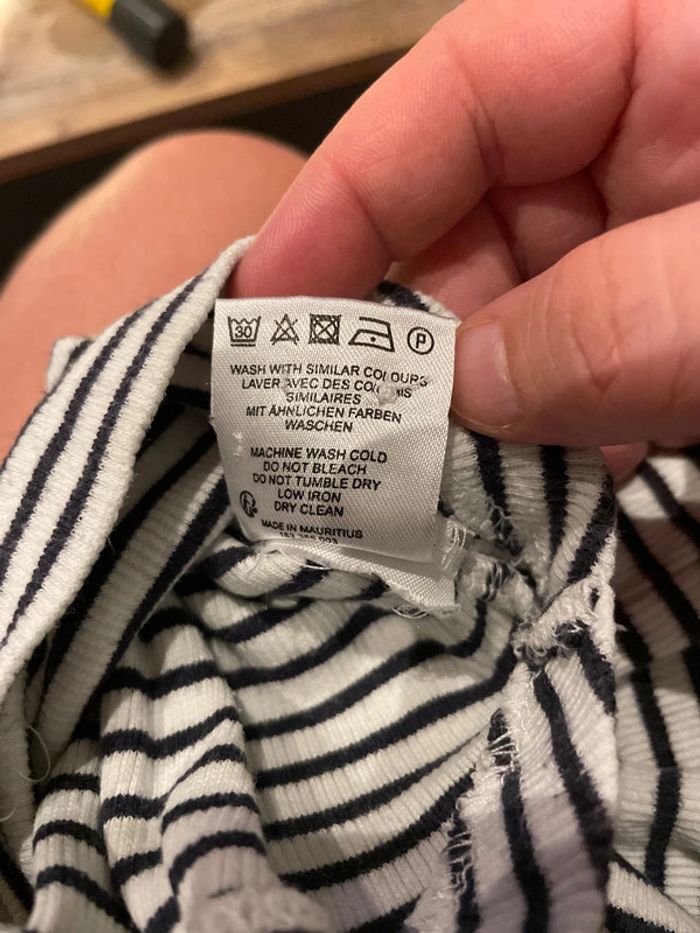 30
P
WASH WITH SIMILAR COLOURS
LAVER AVEC DES
SIMILAIRES
MIT ÄHNLICHEN FARBEN
WASCHEN
MACHINE WASH COLD
DO NOT BLEACH
DO NOT TUMBLE DRY
LOW IRON
DRY CLEAN
MADE IN MAURITIUS